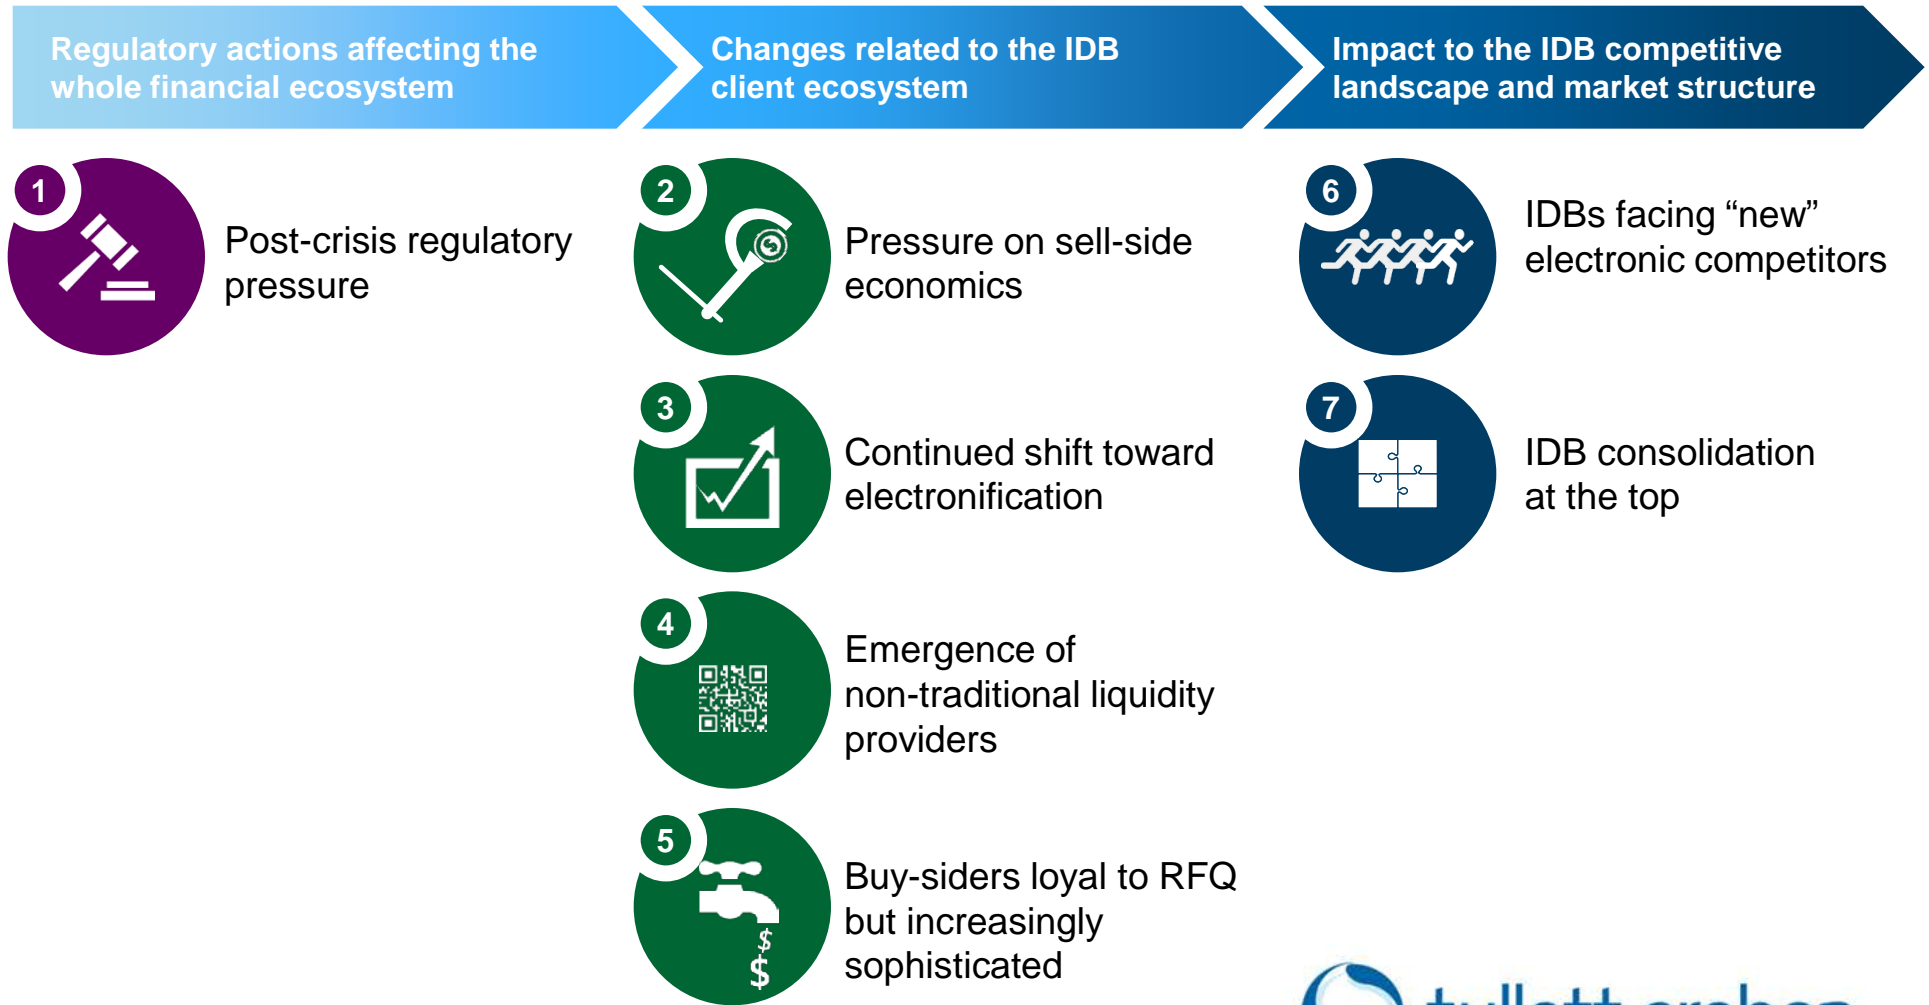 Regulatory actions affecting the
whole financial ecosystem
Changes related to the IDB
client ecosystem
Impact to the IDB competitive
landscape and market structure
1
Post-crisis regulatory
pressure
2
Pressure on sell-side
economics
3
Continued shift toward
electronification
4
Emergence of
non-traditional liquidity
providers
5
Buy-siders loyal to RFQ
but increasingly
sophisticated
$
$
6
IDBs facing “new”
electronic competitors
7
IDB consolidation
at the top